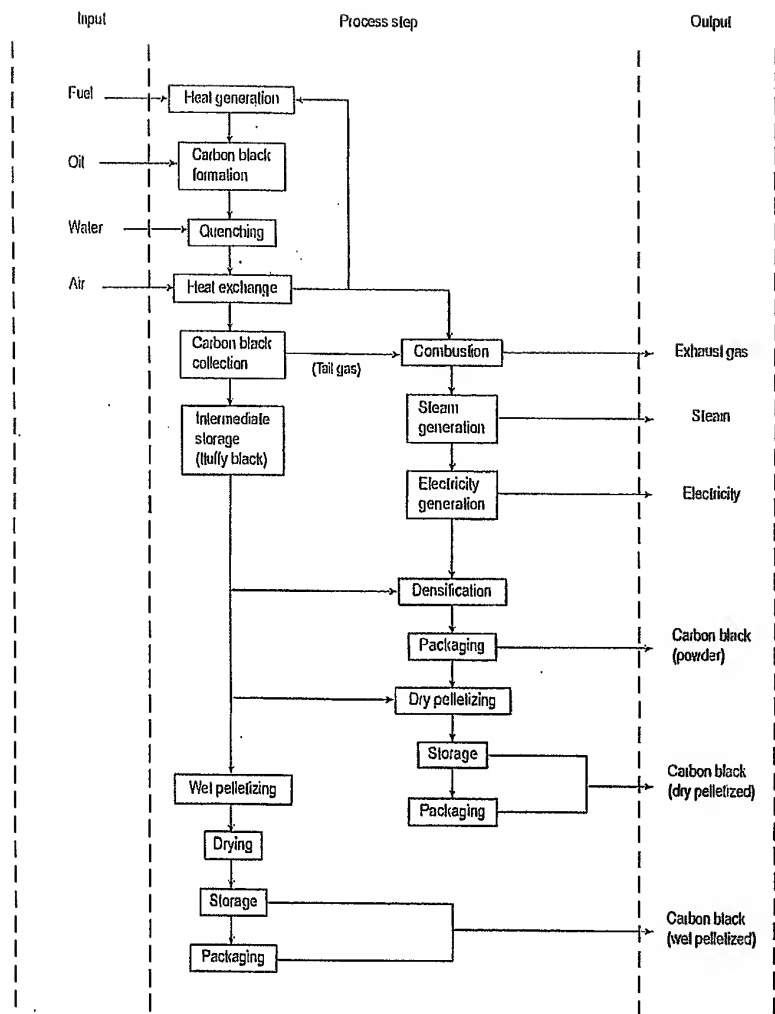 Input
Process step
Output
Fuel
Heat generation
Oil
Carbon black
formation
Water
Quenching
Air
Heat exchange
Carbon black
collection
(Tail gas)
Combustion
Exhaust gas
Intermediate
storage
(fluffy black)
Steam
generation
Steam
Electricity
generation
Electricity
Densification
Packaging
Carbon black
(powder)
Dry pelletizing
Storage
Packaging
Carbon black
(dry pelletized)
Wet pelletizing
Drying
Storage
Packaging
Carbon black
(wet pelletized)